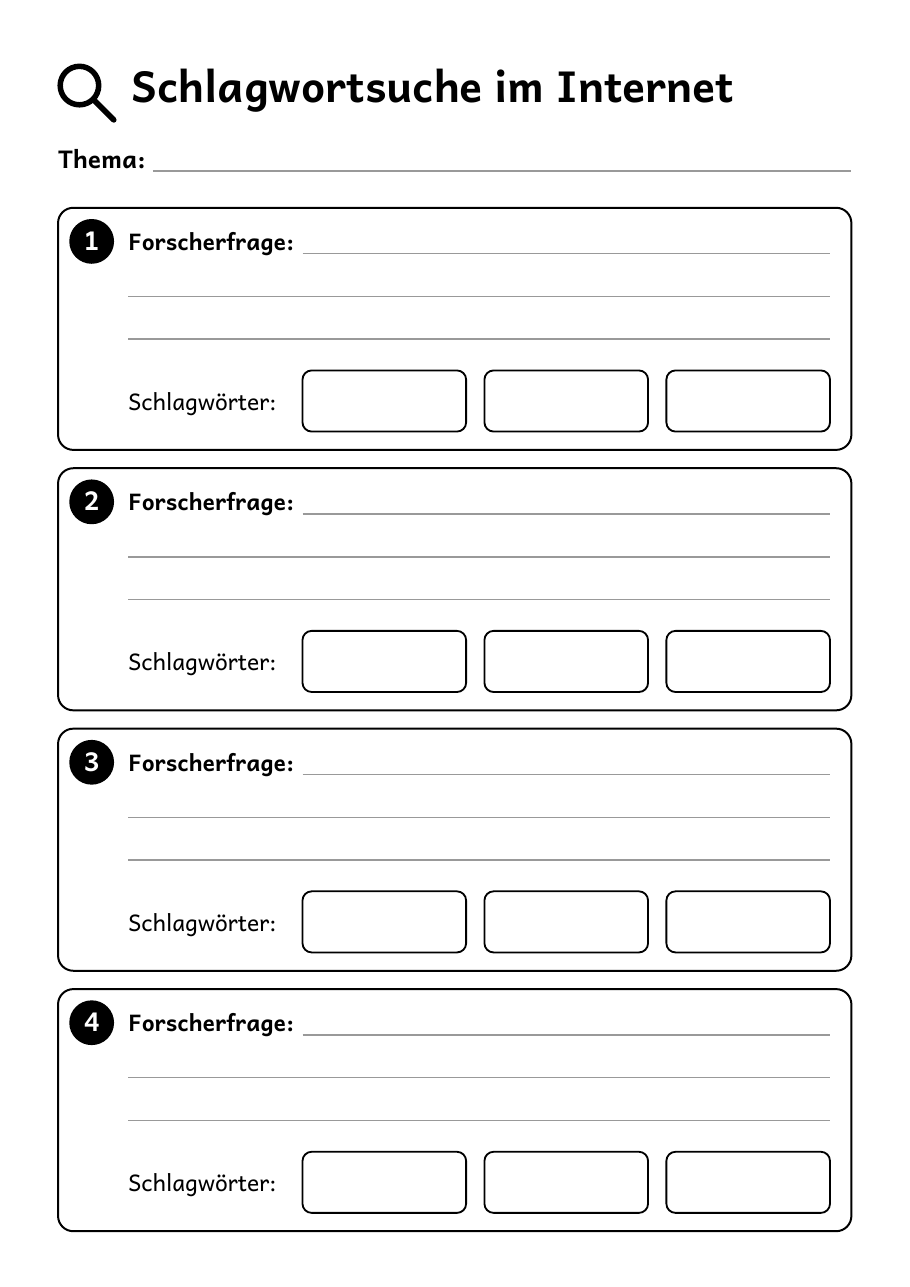 Schlagwortsuche im Internet
Thema:
1 Forscherfrage:
Schlagwörter:
2 Forscherfrage:
Schlagwörter:
3 Forscherfrage:
Schlagwörter:
4 Forscherfrage:
Schlagwörter: